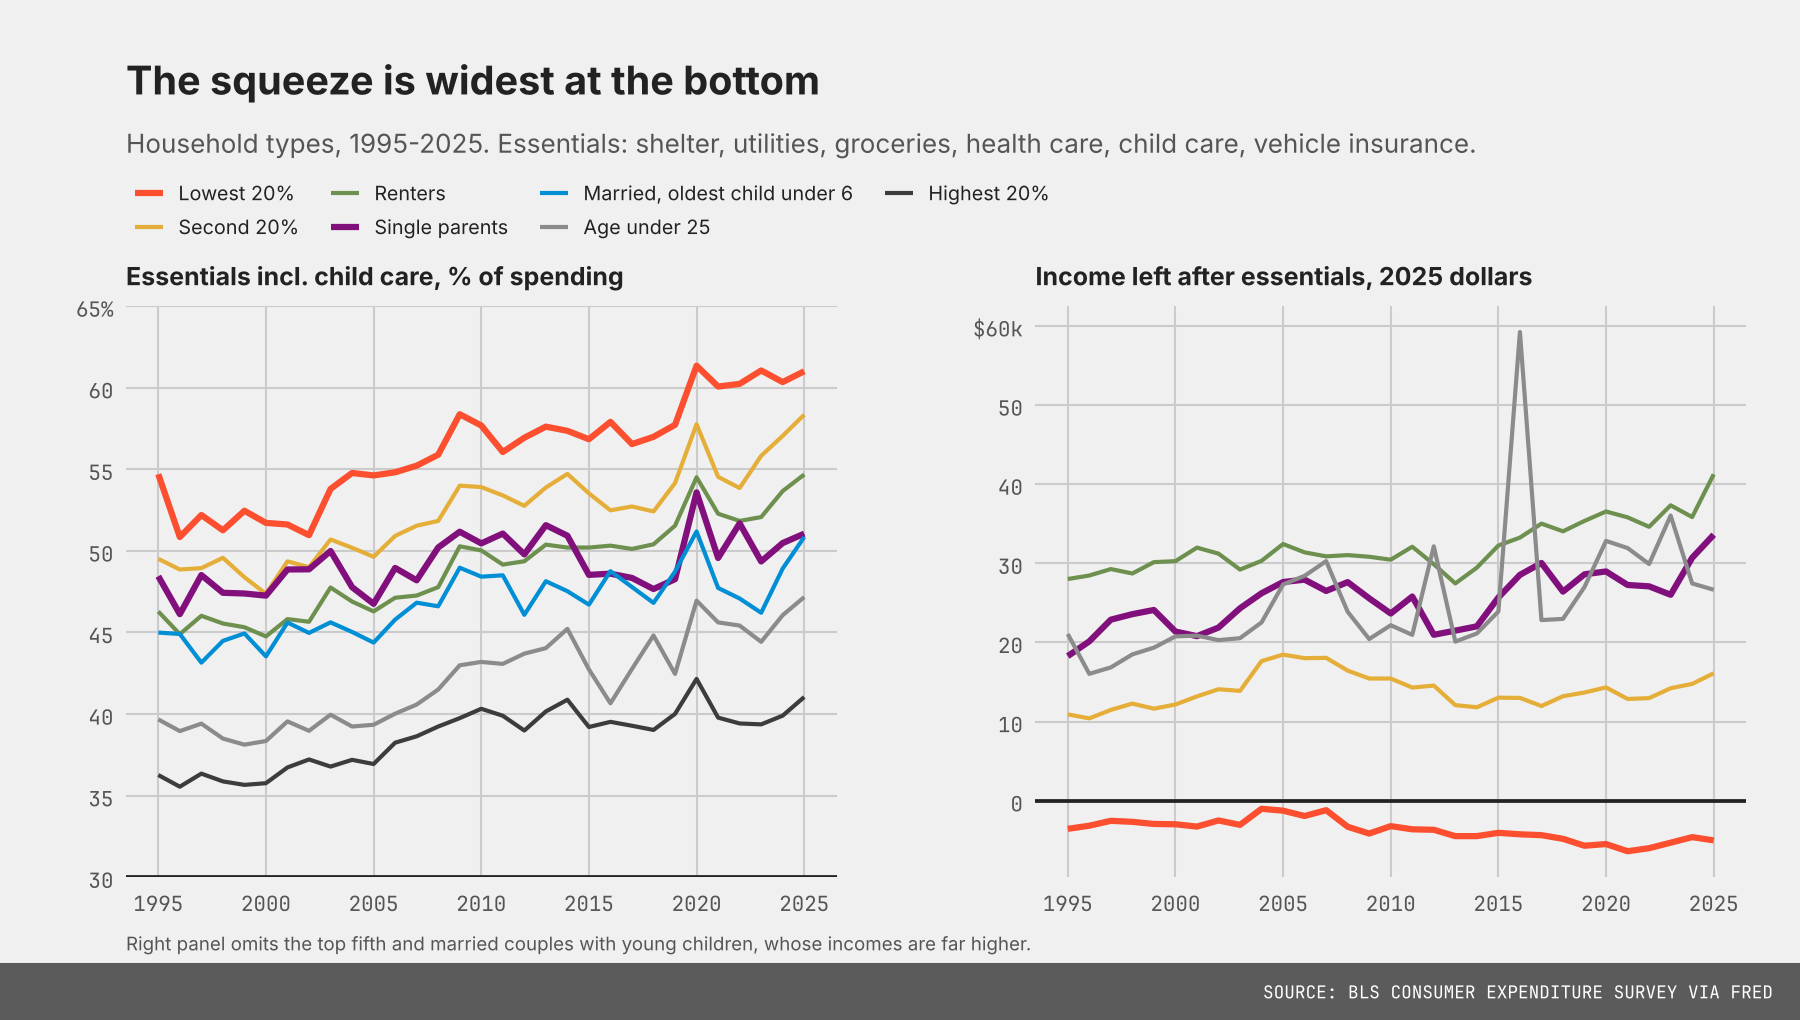 The squeeze is widest at the bottom
Household types, 1995-2025. Essentials: shelter, utilities, groceries, health care, child care, vehicle insurance.
Lowest 20%
Renters
Married, oldest child under 6
Highest 20%
Second 20%
Single parents
Age under 25
Essentials incl. child care, % of spending
65%
60
55
50
45
40
35
30
1995
2000
2005
2010
2015
2020
2025
Income left after essentials, 2025 dollars
$60k
50
40
30
20
10
0
1995
2000
2005
2010
2015
2020
2025
Right panel omits the top fifth and married couples with young children, whose incomes are far higher.
SOURCE: BLS CONSUMER EXPENDITURE SURVEY VIA FRED